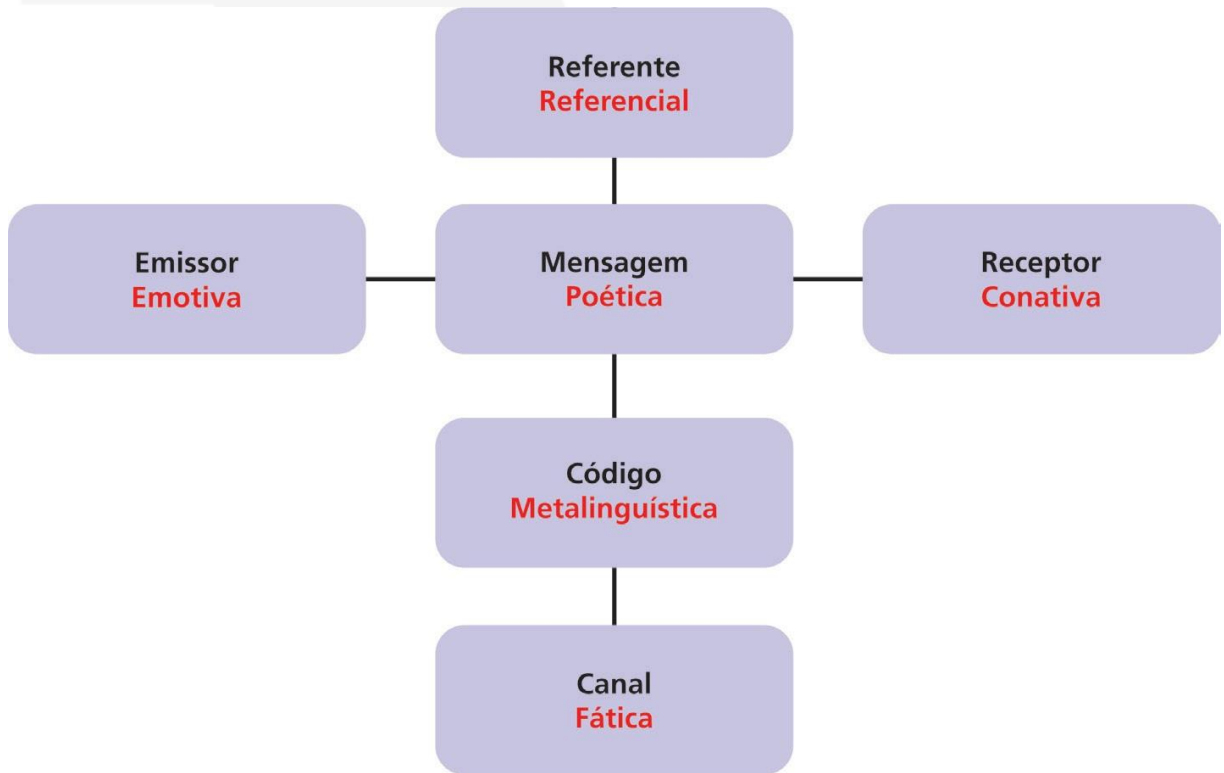 Referente
Referencial
Emissor
Emotiva
Mensagem
Poética
Receptor
Conativa
Código
Metalinguística
Canal
Fática